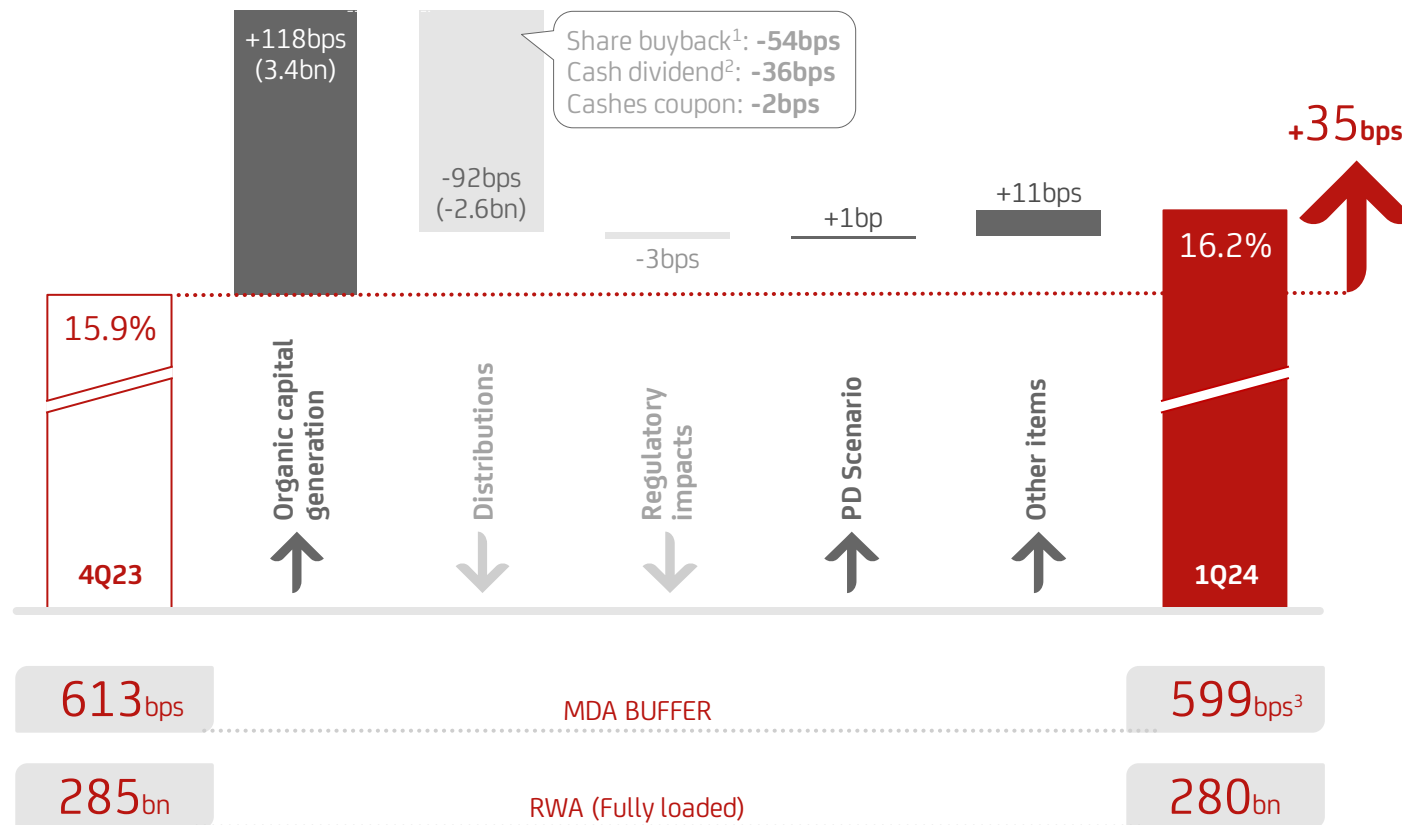 +118bps
(3.4bn)
-92bps
(-2.6bn)
Share buyback¹: -54bps
Cash dividend²: -36bps
Cashes coupon: -2bps
-3bps
+1bp
+11bps
+35bps
15.9%
16.2%
4Q23
Organic capital
generation
Distributions
Regulatory
impacts
PD Scenario
Other items
1Q24
613bps
MDA BUFFER
599bps³
285bn
RWA (Fully loaded)
280bn